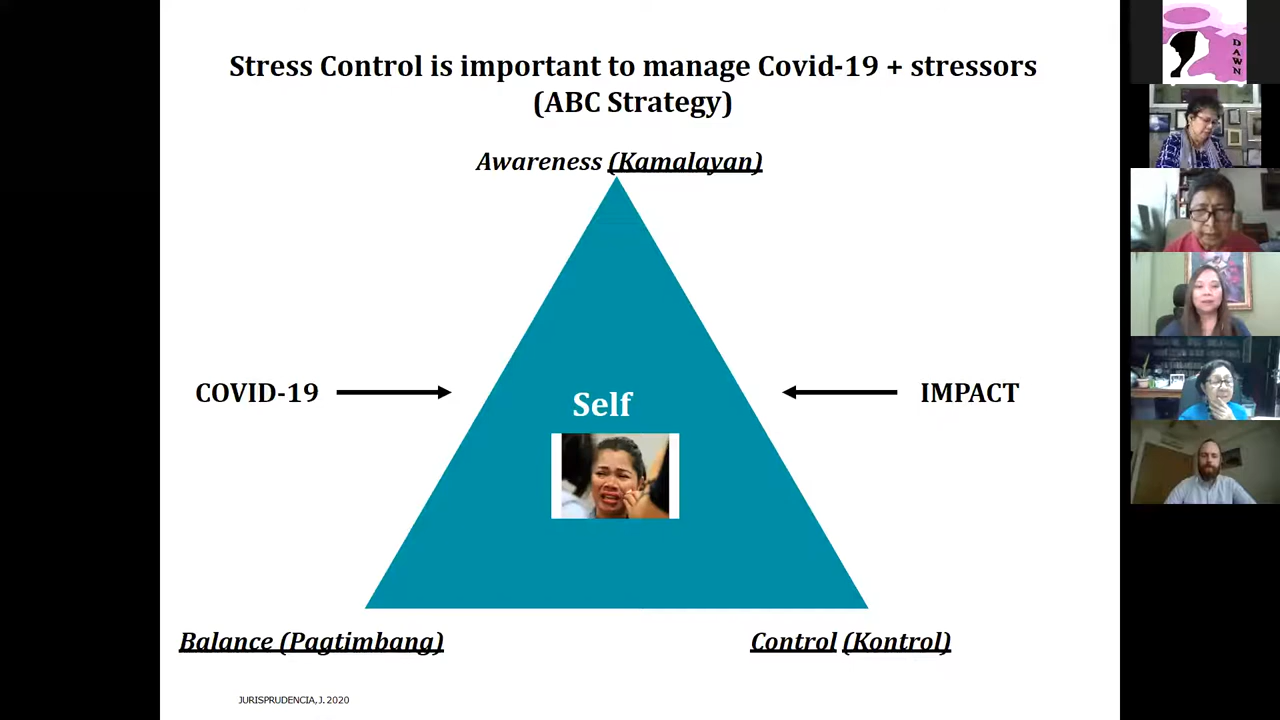 Stress Control is important to manage Covid-19 + stressors
(ABC Strategy)
Awareness (Kamalayan)
COVID-19
IMPACT
Self
Balance (Pagtimbang)
Control (Kontrol)
JURISPRUDENCIA, J. 2020
DAWN